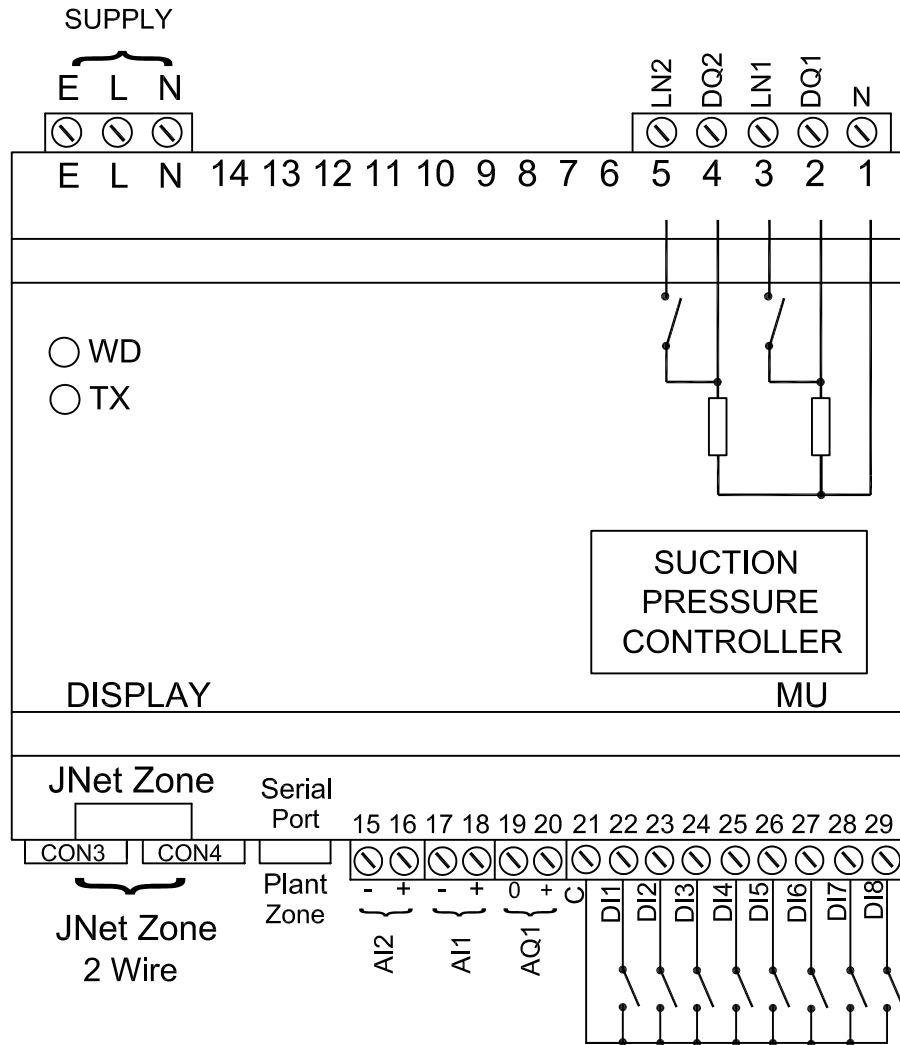 SUPPLY
E L N
LN2 DQ2 LN1 DQ1 N
E L N 14 13 12 11 10 9 8 7 6 5 4 3 2 1
WD
TX
SUCTION
PRESSURE
CONTROLLER
DISPLAY
MU
JNet Zone
Serial
Port
15 16 17 18 19 20 21 22 23 24 25 26 27 28 29
CON3 CON4
Plant
Zone
- + - + 0 + C DI1 DI2 DI3 DI4 DI5 DI6 DI7 DI8
JNet Zone
2 Wire
AI2 AI1 AQ1